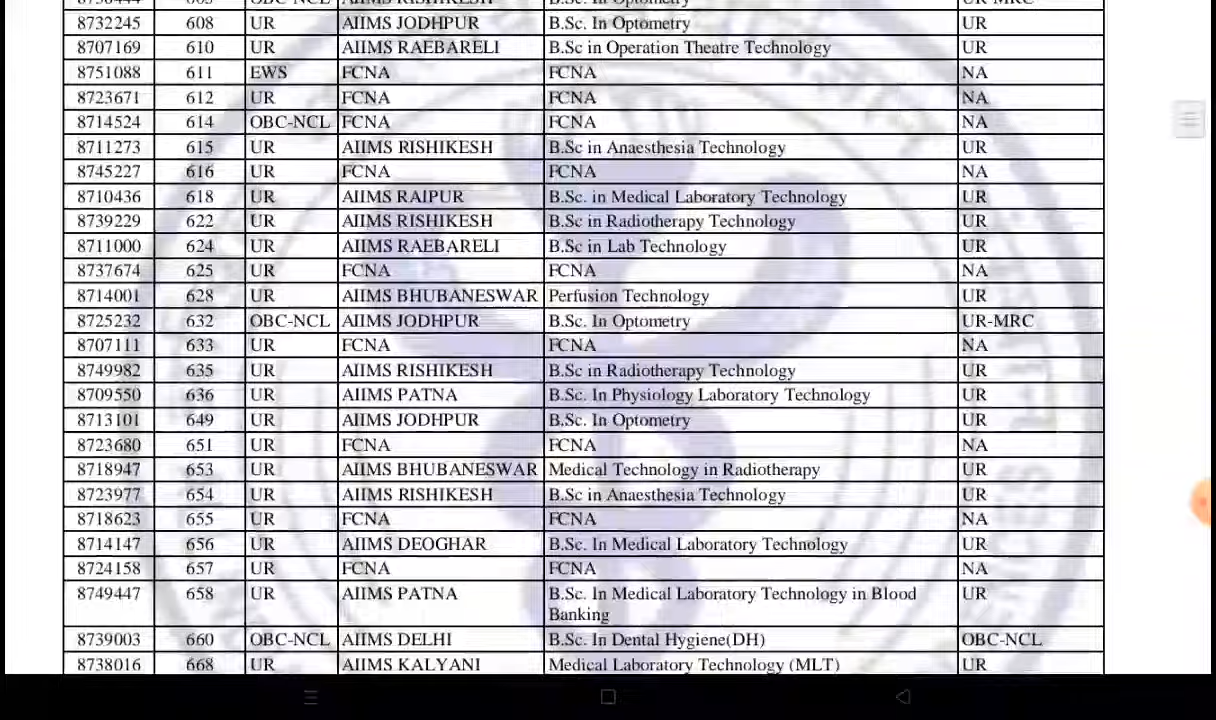 8732245 608 UR AIIMS JODHPUR B.Sc. In Optometry UR
8707169 610 UR AIIMS RAEBARELI B.Sc in Operation Theatre Technology UR
8751088 611 EWS FCNA FCNA NA
8723671 612 UR FCNA FCNA NA
8714524 614 OBC-NCL FCNA FCNA NA
8711273 615 UR AIIMS RISHIKESH B.Sc in Anaesthesia Technology UR
8745227 616 UR FCNA FCNA NA
8710436 618 UR AIIMS RAIPUR B.Sc. in Medical Laboratory Technology UR
8739229 622 UR AIIMS RISHIKESH B.Sc in Radiotherapy Technology UR
8711000 624 UR AIIMS RAEBARELI B.Sc in Lab Technology UR
8737674 625 UR FCNA FCNA NA
8714001 628 UR AIIMS BHUBANESWAR Perfusion Technology UR
8725232 632 OBC-NCL AIIMS JODHPUR B.Sc. In Optometry UR-MRC
8707111 633 UR FCNA FCNA NA
8749982 635 UR AIIMS RISHIKESH B.Sc in Radiotherapy Technology UR
8709550 636 UR AIIMS PATNA B.Sc. In Physiology Laboratory Technology UR
8713101 649 UR AIIMS JODHPUR B.Sc. In Optometry UR
8723680 651 UR FCNA FCNA NA
8718947 653 UR AIIMS BHUBANESWAR Medical Technology in Radiotherapy UR
8723977 654 UR AIIMS RISHIKESH B.Sc in Anaesthesia Technology UR
8718623 655 UR FCNA FCNA NA
8714147 656 UR AIIMS DEOGHAR B.Sc. In Medical Laboratory Technology UR
8724158 657 UR FCNA FCNA NA
8749447 658 UR AIIMS PATNA B.Sc. In Medical Laboratory Technology in Blood UR
Banking
8739003 660 OBC-NCL AIIMS DELHI B.Sc. In Dental Hygiene(DH) OBC-NCL
8738016 668 UR AIIMS KALYANI Medical Laboratory Technology (MLT) UR